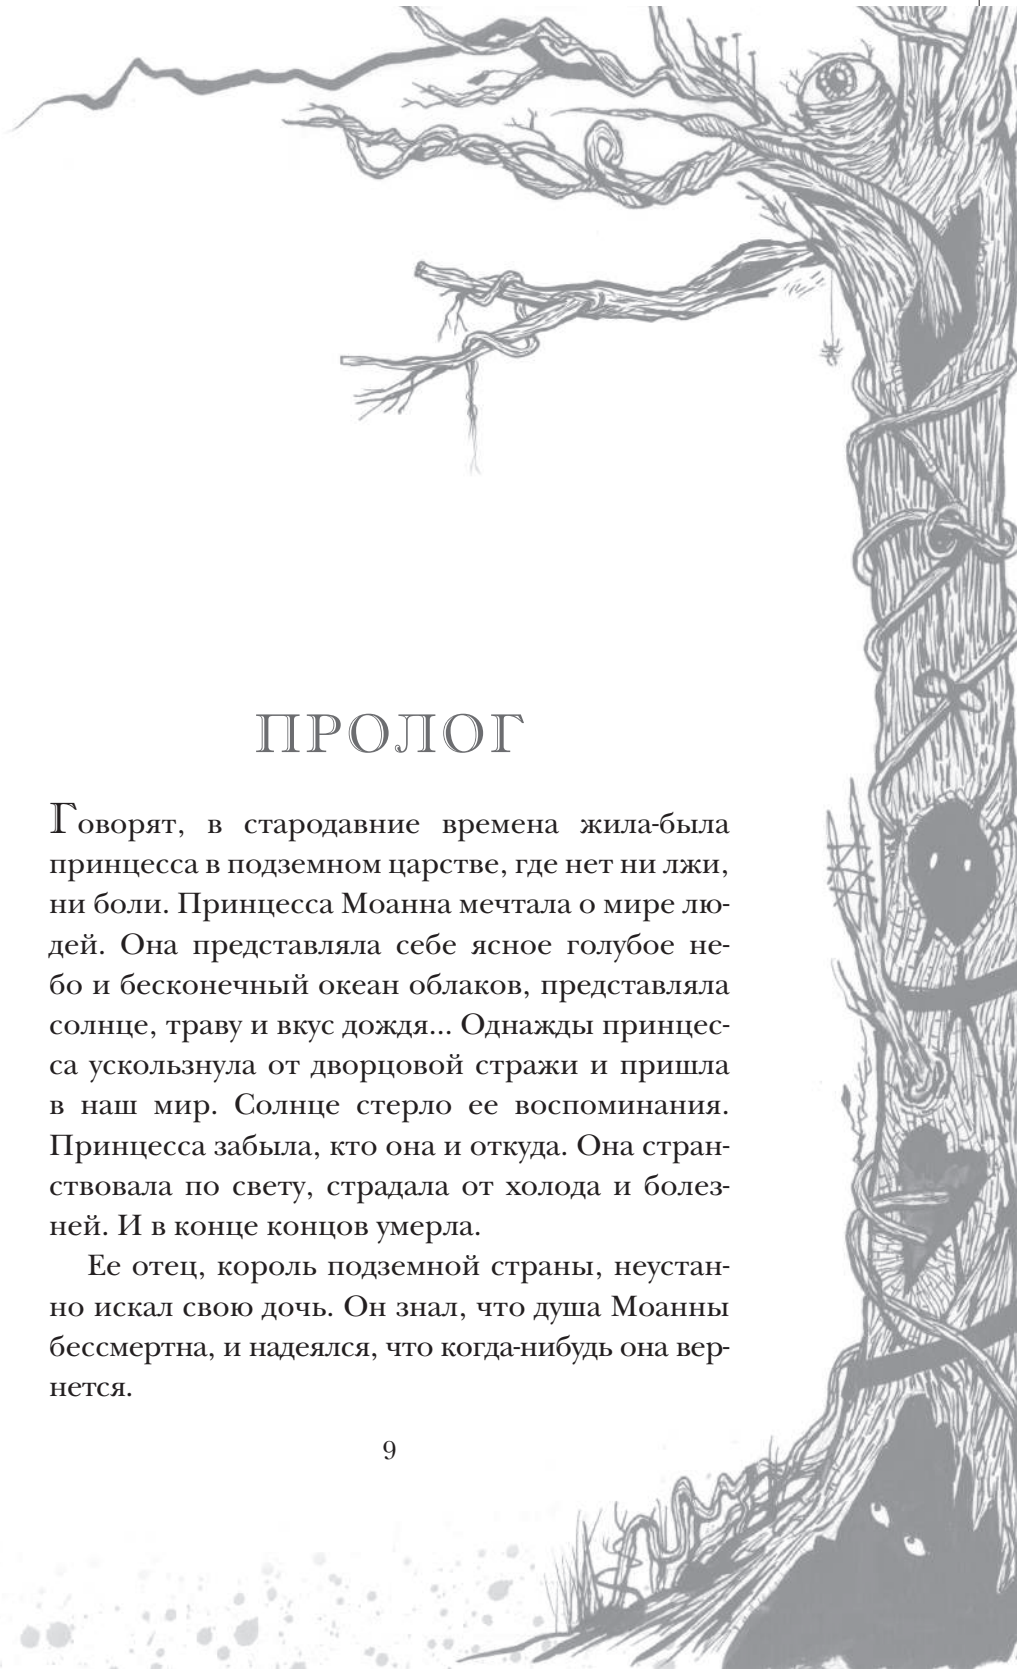 ПРОЛОГ
Говорят, в стародавние времена жила-была
принцесса в подземном царстве, где нет ни лжи,
ни боли. Принцесса Моанна мечтала о мире лю-
дей. Она представляла себе ясное голубое не-
бо и бесконечный океан облаков, представляла
солнце, траву и вкус дождя... Однажды принцес-
са ускользнула от дворцовой стражи и пришла
в наш мир. Солнце стерло ее воспоминания.
Принцесса забыла, кто она и откуда. Она стран-
ствовала по свету, страдала от холода и болез-
ней. И в конце концов умерла.
Ее отец, король подземной страны, неустан-
но искал свою дочь. Он знал, что душа Моанны
бессмертна, и надеялся, что когда-нибудь она вер-
нется.
9